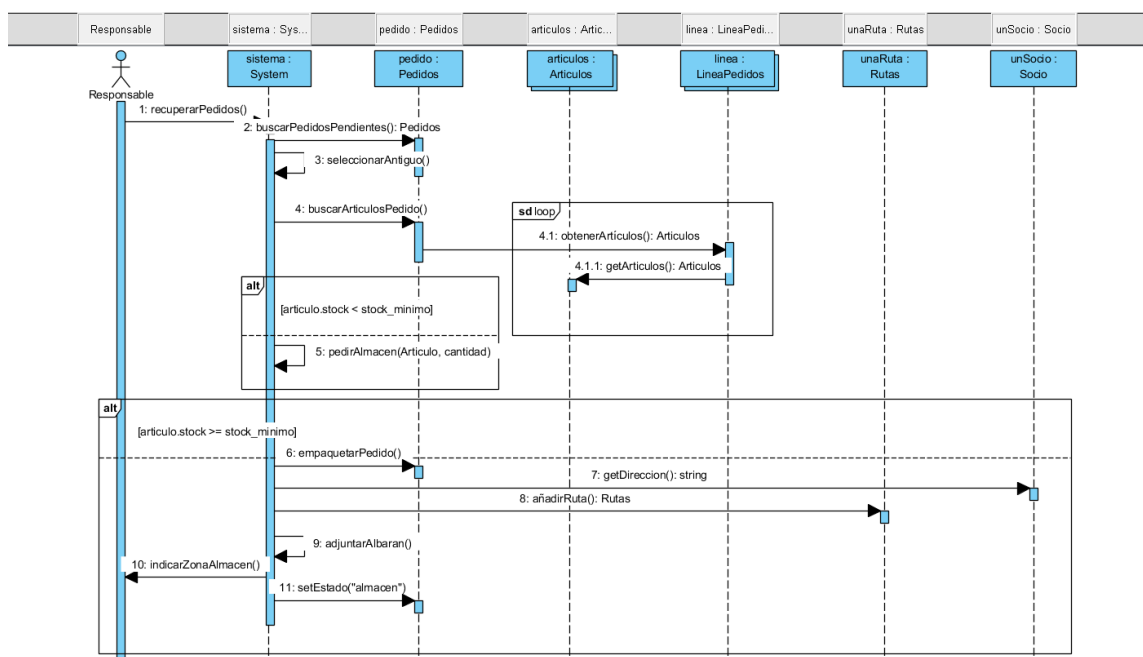 Responsable
sistema : Sys...
pedido : Pedidos
articulos : Artic...
linea : LineaPedi...
unaRuta : Rutas
unSocio : Socio
sistema :
System
pedido :
Pedidos
articulos :
Articulos
linea :
LineaPedidos
unaRuta :
Rutas
unSocio :
Socio
Responsable
1: recuperarPedidos()
2: buscarPedidosPendientes(): Pedidos
3: seleccionarAntiguo()
4: buscarArticulosPedido()
sd loop
4.1: obtenerArticulos(): Articulos
4.1.1: getArticulos(): Articulos
alt
[articulo.stock < stock_minimo]
5: pedirAlmacen(Articulo, cantidad)
alt
[articulo.stock >= stock_minimo]
6: empaquetarPedido()
7: getDireccion(): string
8: añadirRuta(): Rutas
9: adjuntarAlbaran()
10: indicarZonaAlmacen()
11: setEstado("almacen")